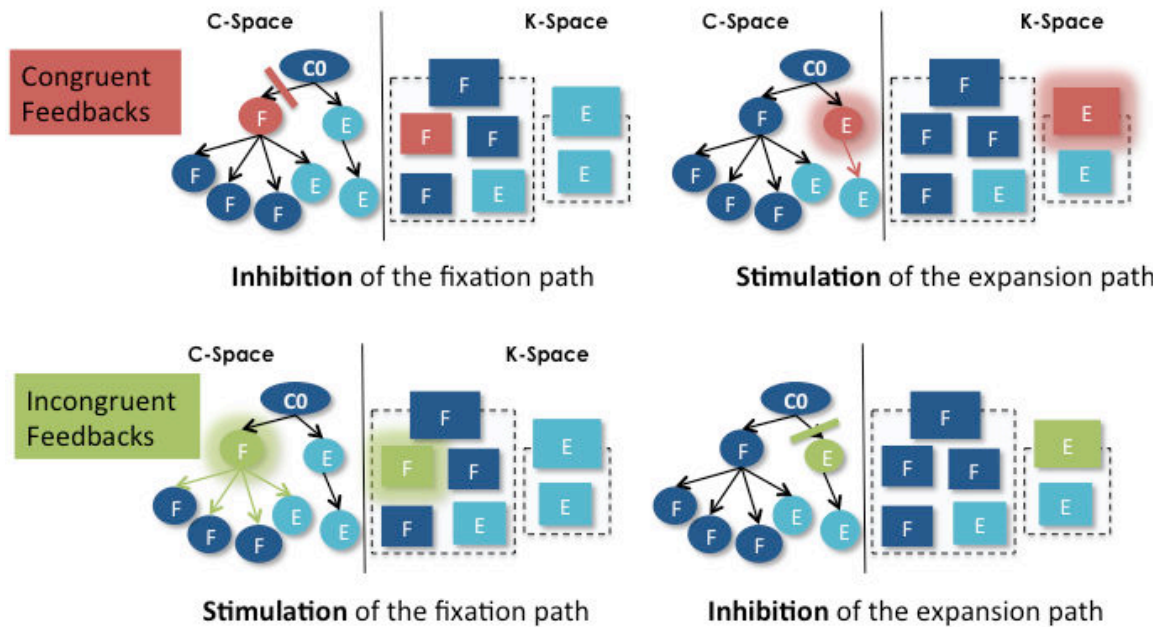 C-Space
K-Space
C-Space
K-Space
Congruent
Feedbacks
C0
F
E
F
F
F
E
E
F
F
F
F
E
E
E
C0
F
E
F
F
F
E
E
F
F
F
F
E
E
E
Inhibition of the fixation path
Stimulation of the expansion path
C-Space
K-Space
Incongruent
Feedbacks
C0
F
E
F
F
F
E
E
F
F
F
F
E
E
E
C0
F
E
F
F
F
E
E
F
F
F
F
E
E
E
Stimulation of the fixation path
Inhibition of the expansion path